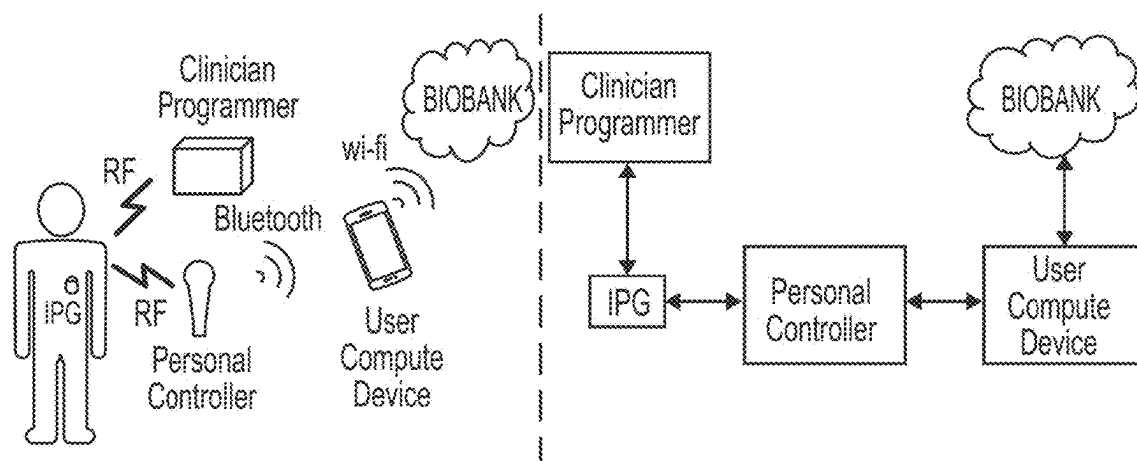 Clinician
Programmer
BIOBANK
wi-fi
RF
Bluetooth
IPG
RF
Personal
Controller
User
Compute
Device
Clinician
Programmer
BIOBANK
IPG
Personal
Controller
User
Compute
Device